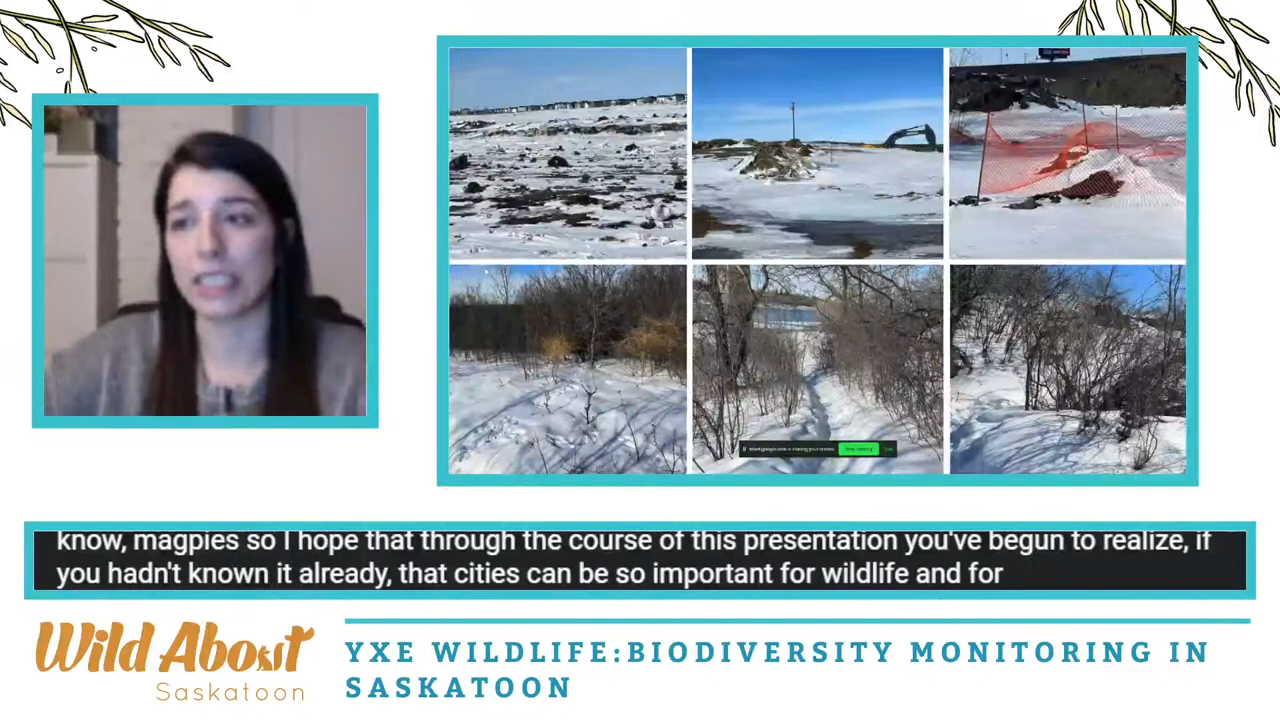 know, magpies so I hope that through the course of this presentation you've begun to realize, if
you hadn't known it already, that cities can be so important for wildlife and for
Wild About
Saskatoon
YXE WILDLIFE:BIODIVERSITY MONITORING IN
SASKATOON